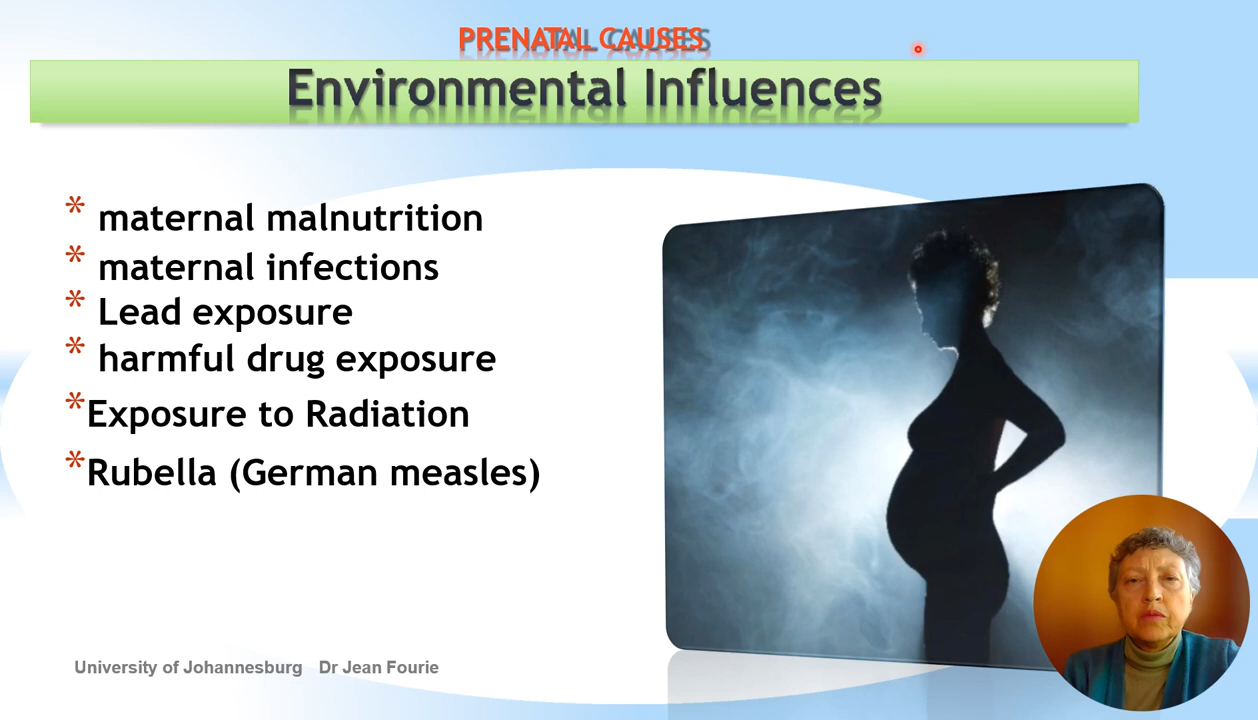 PRENATAL CAUSES
Environmental Influences
* maternal malnutrition
* maternal infections
* Lead exposure
* harmful drug exposure
*Exposure to Radiation
*Rubella (German measles)
University of Johannesburg Dr Jean Fourie